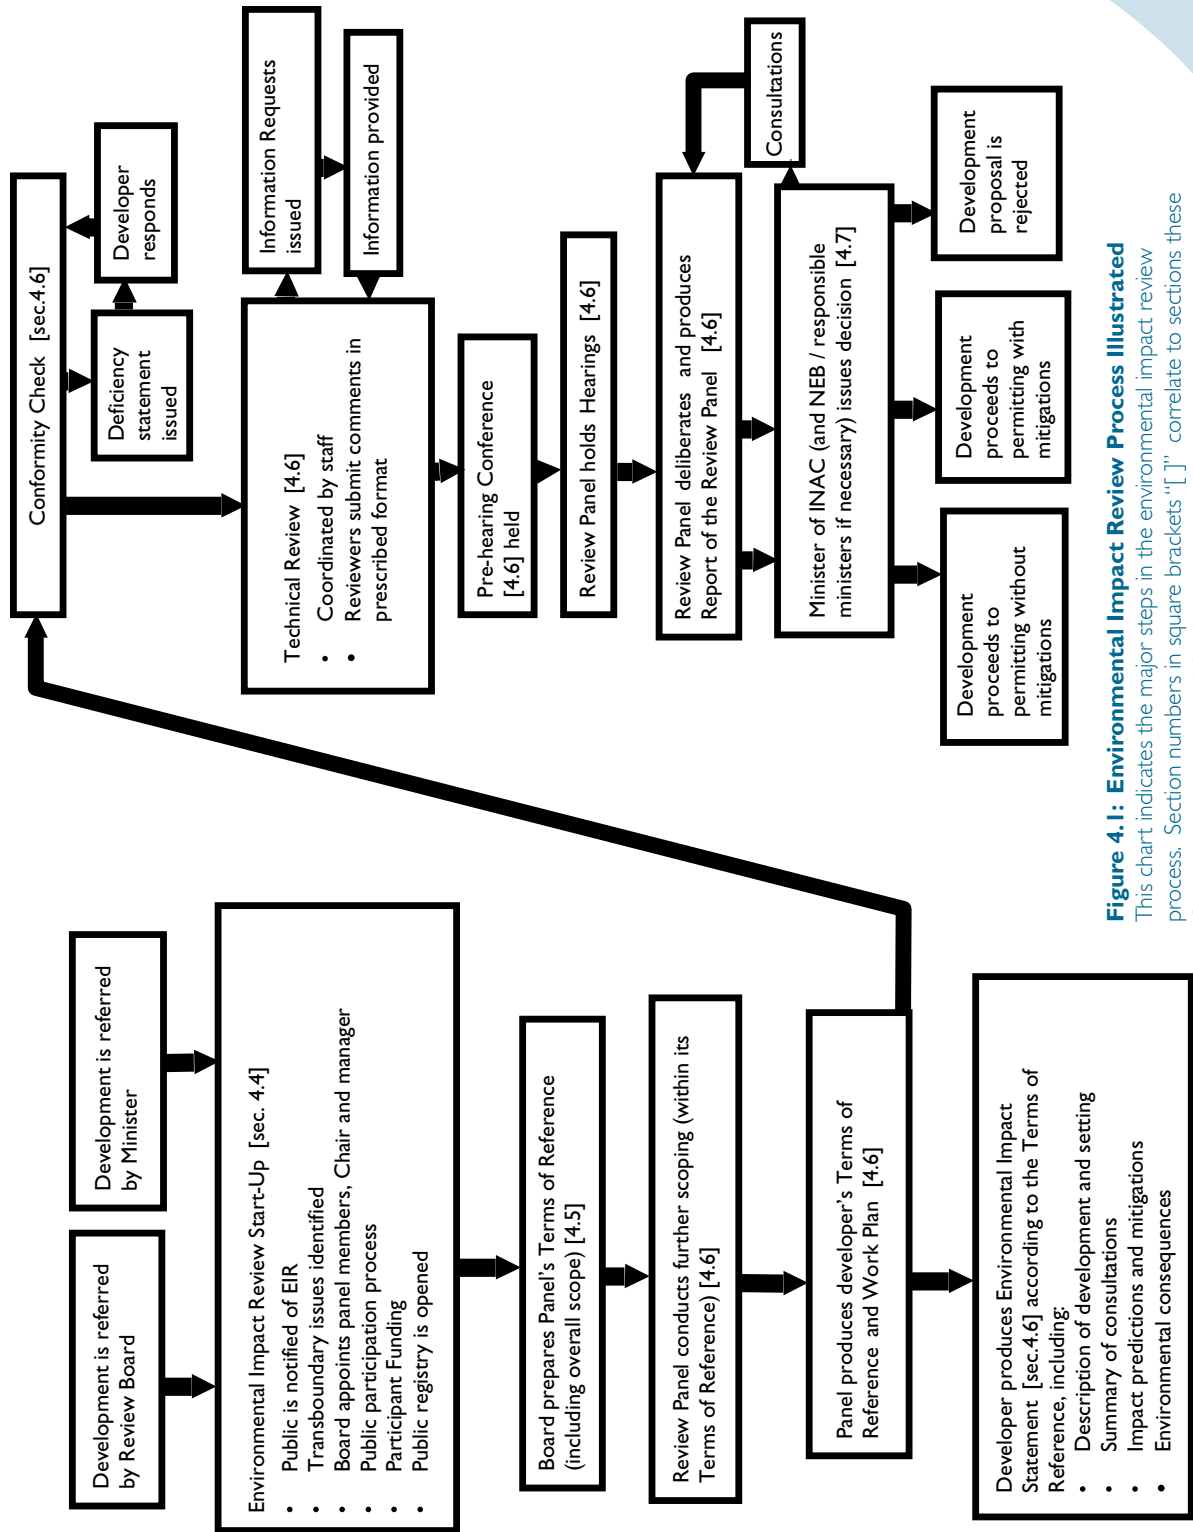 Development is referred
by Review Board
Development is referred
by Minister
Environmental Impact Review Start-Up [sec. 4.4]
• Public is notified of EIR
• Transboundary issues identified
• Board appoints panel members, Chair and manager
• Public participation process
• Participant Funding
• Public registry is opened
Board prepares Panel's Terms of Reference
(including overall scope) [4.5]
Review Panel conducts further scoping (within its
Terms of Reference) [4.6]
Panel produces developer's Terms of
Reference and Work Plan [4.6]
Developer produces Environmental Impact
Statement [sec.4.6] according to the Terms of
Reference, including:
• Description of development and setting
• Summary of consultations
• Impact predictions and mitigations
• Environmental consequences
Conformity Check [sec.4.6]
Deficiency
statement
issued
Developer
responds
Technical Review [4.6]
• Coordinated by staff
• Reviewers submit comments in
prescribed format
Information Requests
issued
Information provided
Pre-hearing Conference
[4.6] held
Review Panel holds Hearings [4.6]
Review Panel deliberates and produces
Report of the Review Panel [4.6]
Consultations
Minister of INAC (and NEB / responsible
ministers if necessary) issues decision [4.7]
Development
proceeds to
permitting without
mitigations
Development
proceeds to
permitting with
mitigations
Development
proposal is
rejected
Figure 4.1: Environmental Impact Review Process Illustrated
This chart indicates the major steps in the environmental impact review
process. Section numbers in square brackets "[ ]" correlate to sections these